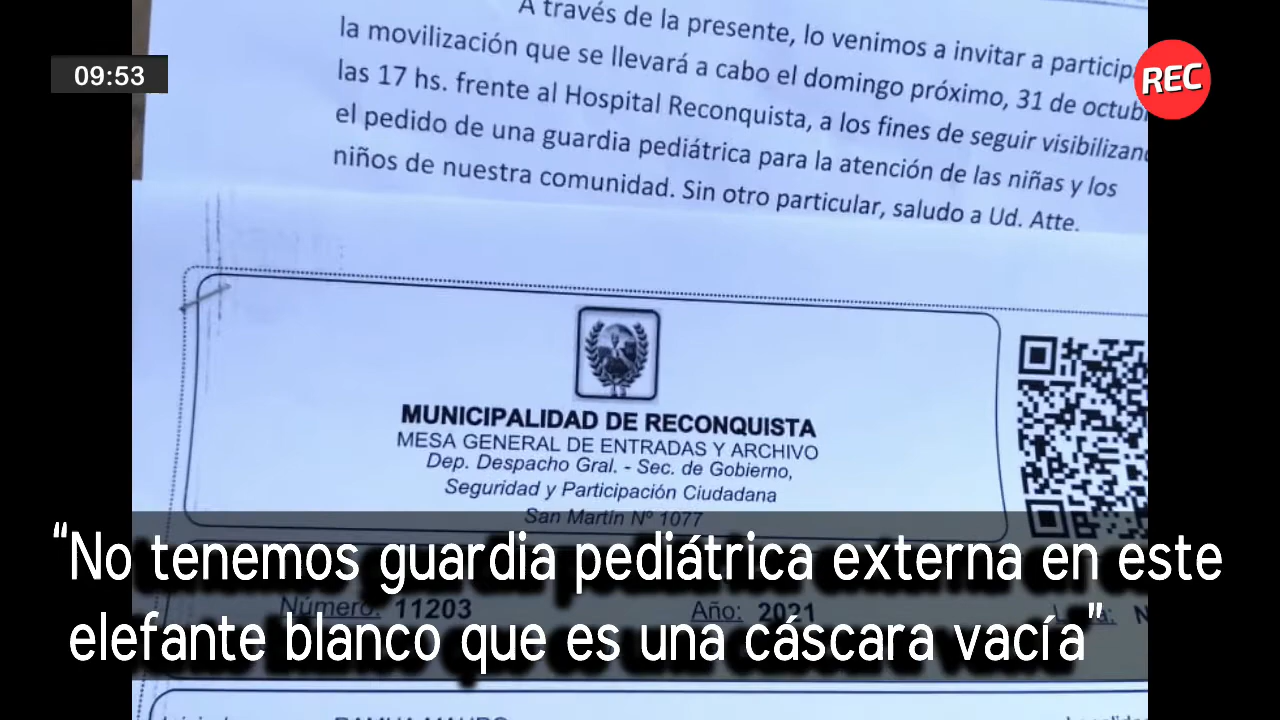 A través de la presente, lo venimos a invitar a particip
la movilización que se llevará a cabo el domingo próximo, 31 de octub
las 17 hs. frente al Hospital Reconquista, a los fines de seguir visibilizan
el pedido de una guardia pediátrica para la atención de las niñas y los
niños de nuestra comunidad. Sin otro particular, saludo a Ud. Atte.
09:53
REC
MUNICIPALIDAD DE RECONQUISTA
MESA GENERAL DE ENTRADAS Y ARCHIVO
Dep. Despacho Gral. - Sec. de Gobierno,
Seguridad y Participación Ciudadana
San Martín Nº 1077
Número: 11203 Año: 2021
“No tenemos guardia pediátrica externa en este
elefante blanco que es una cáscara vacía"